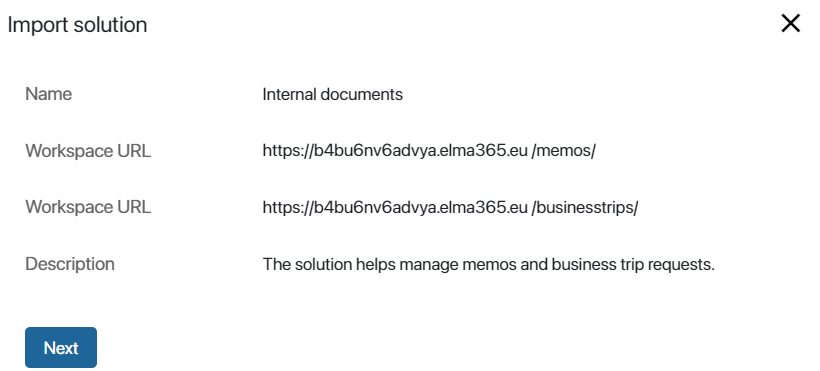 Import solution
Name Internal documents
Workspace URL https://b4bu6nv6advya.elma365.eu /memos/
Workspace URL https://b4bu6nv6advya.elma365.eu /businesstrips/
Description The solution helps manage memos and business trip requests.
Next